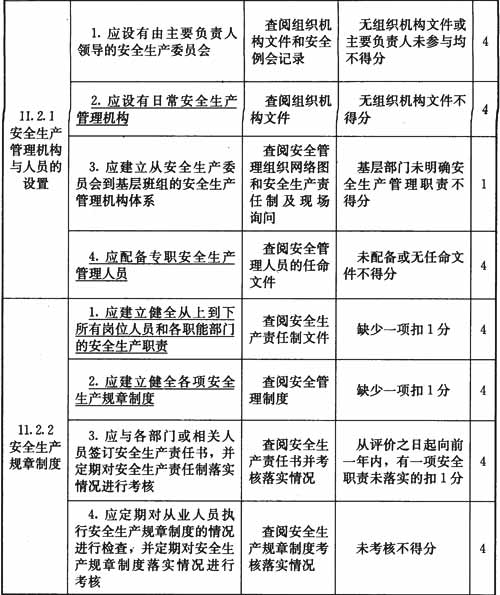 1. 应设有由主要负责人
领导的安全生产委员会
查阅组织机
构文件和安全
例会记录
无组织机构文件或
主要负责人未参与均
不得分
4
11.2.1
安全生产
管理机构
与人员的
设置
2. 应设有日常安全生产
管理机构
查阅组织机
构文件
无组织机构文件不
得分
4
3. 应建立从安全生产委
员会到基层班组的安全生产
管理机构体系
查阅安全管
理组织网络图
和安全生产责
任制及现场
询问
基层部门未明确安
全生产管理职责不
得分
1
4. 应配备专职安全生产
管理人员
查阅安全管
理人员的任命
文件
未配备或无任命文
件不得分
4
11.2.2
安全生产
规章制度
1. 应建立健全从上到下
所有岗位人员和各职能部门
的安全生产职责
查阅安全生
产责任制文件
缺少一项扣1分
4
2. 应建立健全各项安全
生产规章制度
查阅安全管
理制度
缺少一项扣1分
4
3. 应与各部门或相关人
员签订安全生产责任书，并
定期对安全生产责任制落实
情况进行考核
查阅安全生
产责任书并考
核落实情况
从评价之日起向前
一年内，有一项安全
职责未落实的扣1分
4
4. 应定期对从业人员执
行安全生产规章制度的情况
进行检查，并定期对安全生
产规章制度落实情况进行
考核
查阅安全生
产规章制度考
核落实情况
未考核不得分
4